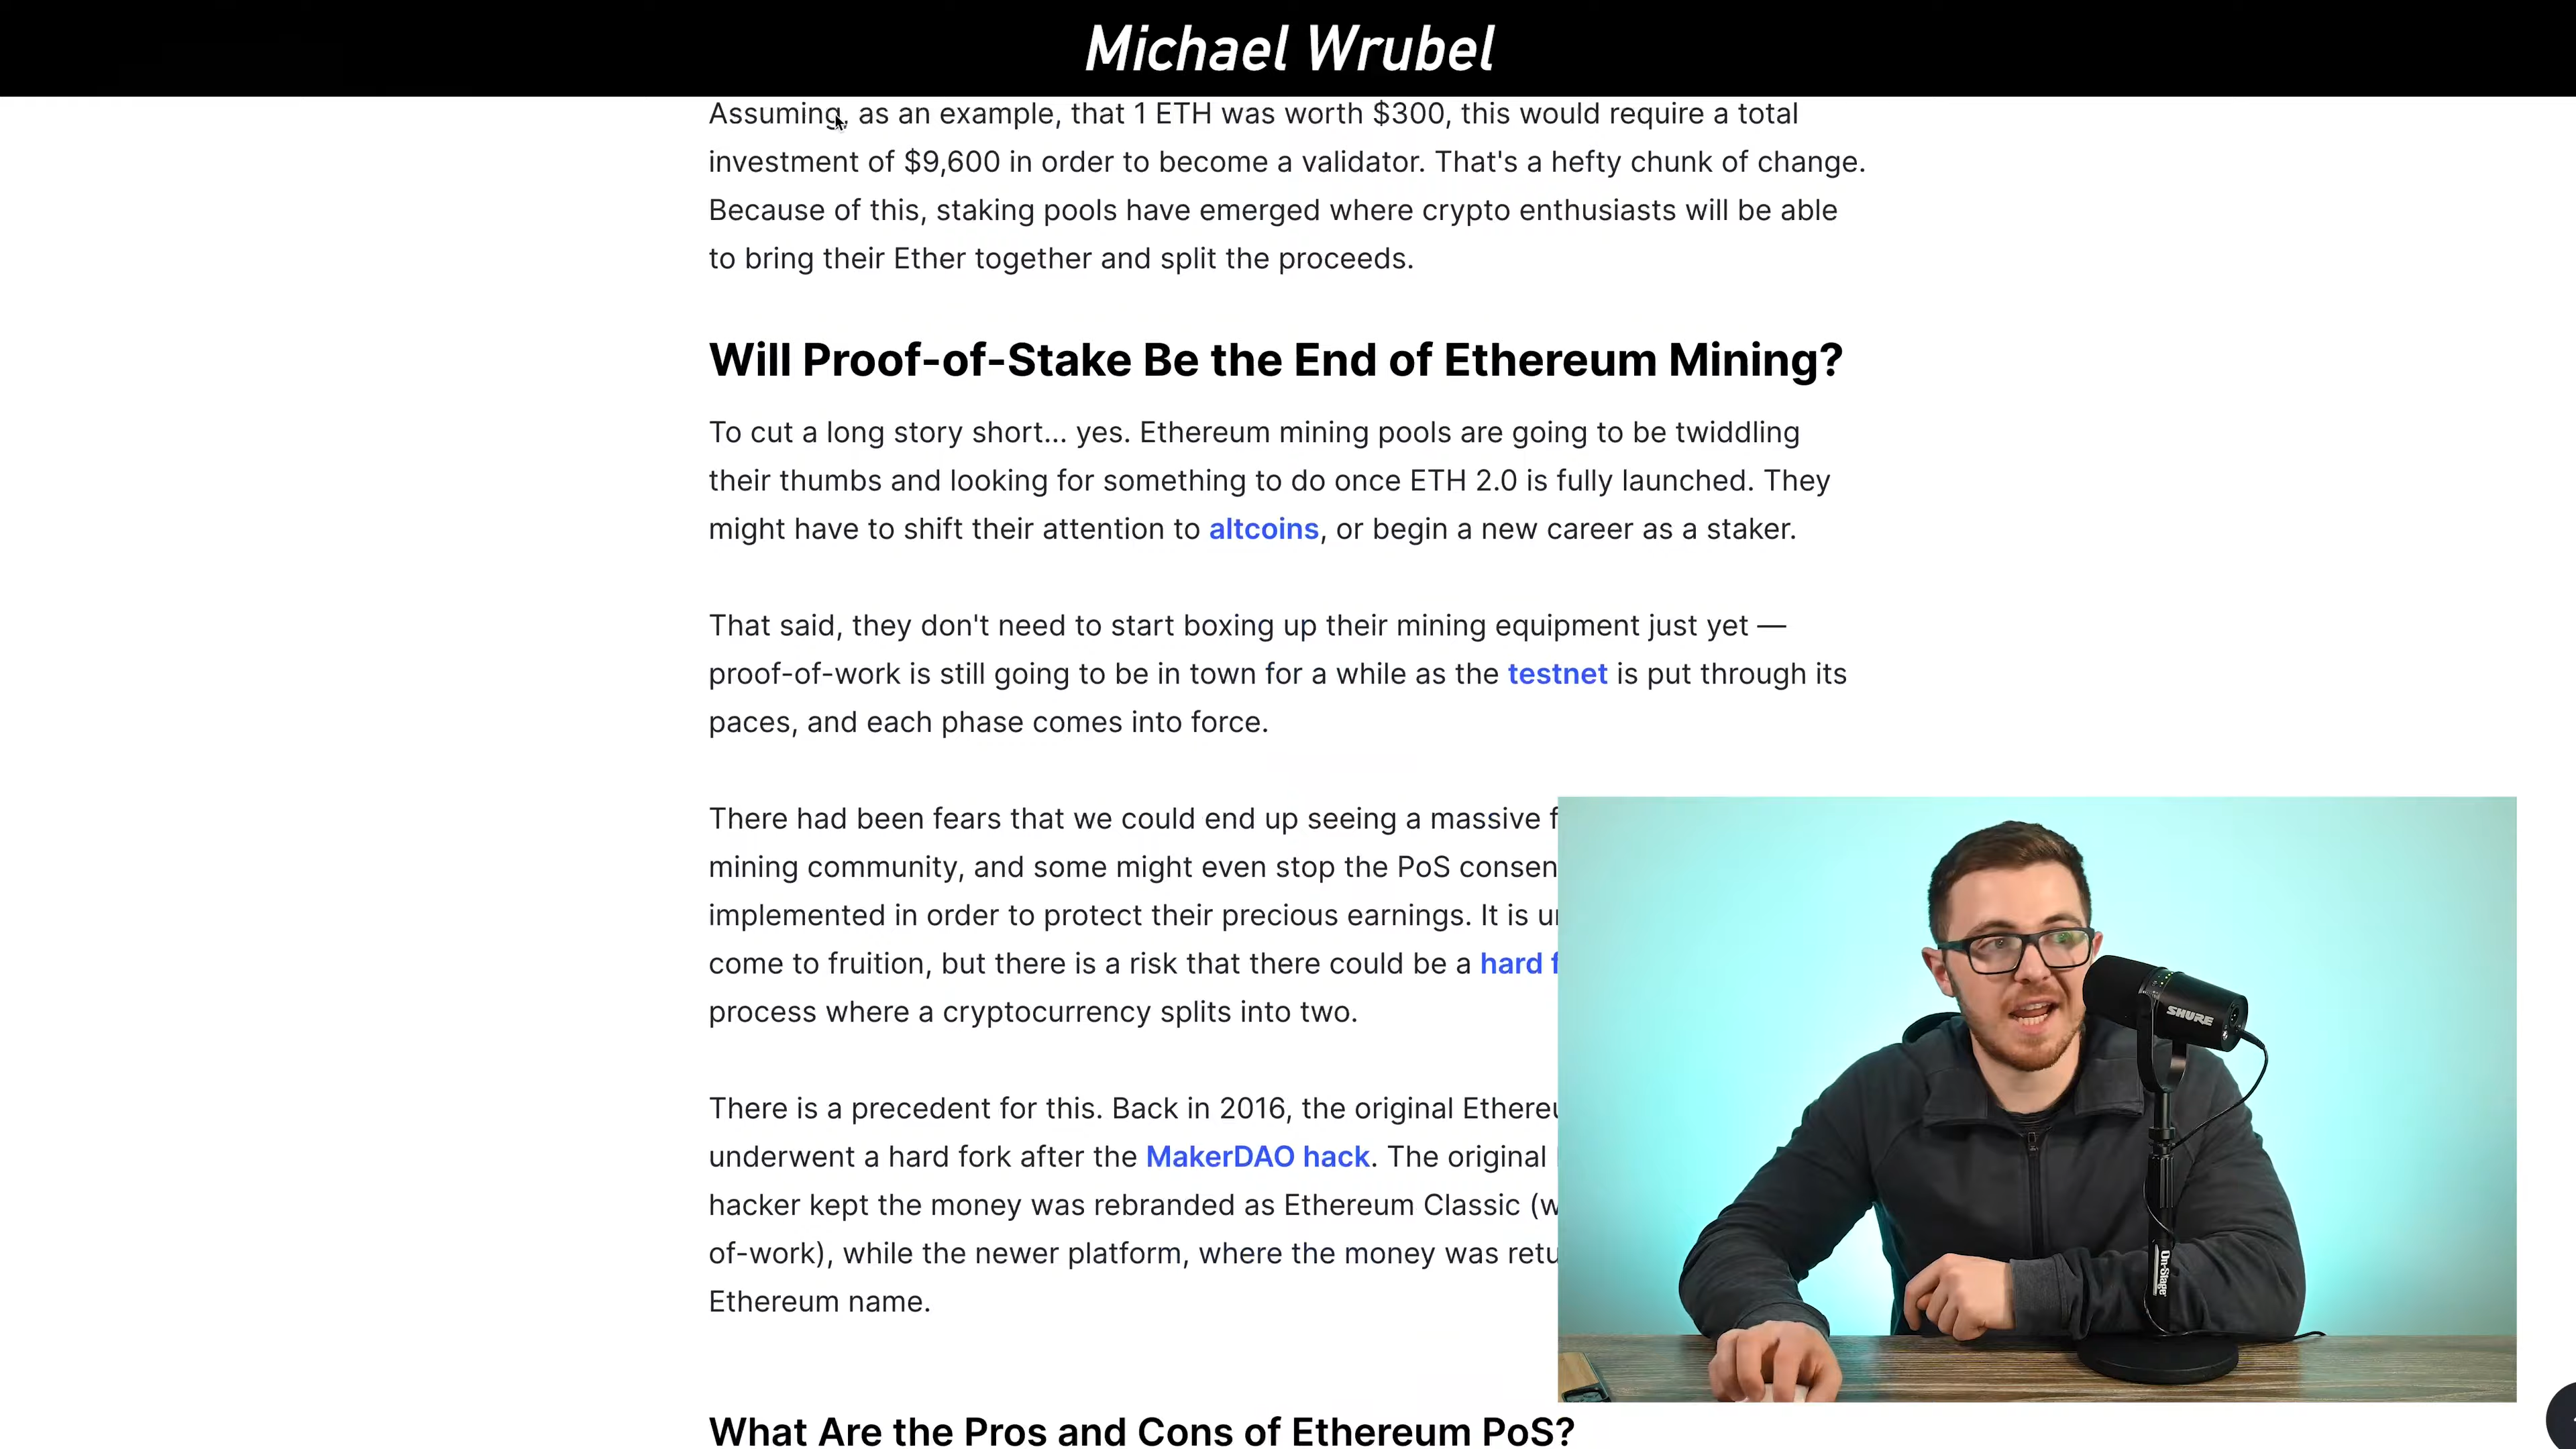 Michael Wrubel
Assuming, as an example, that 1 ETH was worth $300, this would require a total
investment of $9,600 in order to become a validator. That's a hefty chunk of change.
Because of this, staking pools have emerged where crypto enthusiasts will be able
to bring their Ether together and split the proceeds.
Will Proof-of-Stake Be the End of Ethereum Mining?
To cut a long story short... yes. Ethereum mining pools are going to be twiddling
their thumbs and looking for something to do once ETH 2.0 is fully launched. They
might have to shift their attention to altcoins, or begin a new career as a staker.
That said, they don't need to start boxing up their mining equipment just yet —
proof-of-work is still going to be in town for a while as the testnet is put through its
paces, and each phase comes into force.
There had been fears that we could end up seeing a massive
mining community, and some might even stop the PoS consen
implemented in order to protect their precious earnings. It is
come to fruition, but there is a risk that there could be a hard
process where a cryptocurrency splits into two.
There is a precedent for this. Back in 2016, the original Ethere
underwent a hard fork after the MakerDAO hack. The original
hacker kept the money was rebranded as Ethereum Classic (w
of-work), while the newer platform, where the money was retu
Ethereum name.
What Are the Pros and Cons of Ethereum PoS?
SHURE
On-Stage